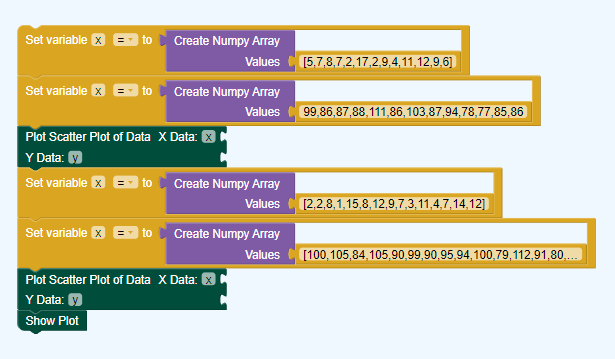 Set variable x = to Create Numpy Array
Values [5,7,8,7,2,17,2,9,4,11,12,9,6]
Set variable x = to Create Numpy Array
Values 99,86,87,88,111,86,103,87,94,78,77,85,86
Plot Scatter Plot of Data X Data: x
Y Data: y
Set variable x = to Create Numpy Array
Values [2,2,8,1,15,8,12,9,7,3,11,4,7,14,12]
Set variable x = to Create Numpy Array
Values [100,105,84,105,90,99,90,95,94,100,79,112,91,80,...
Plot Scatter Plot of Data X Data: x
Y Data: y
Show Plot